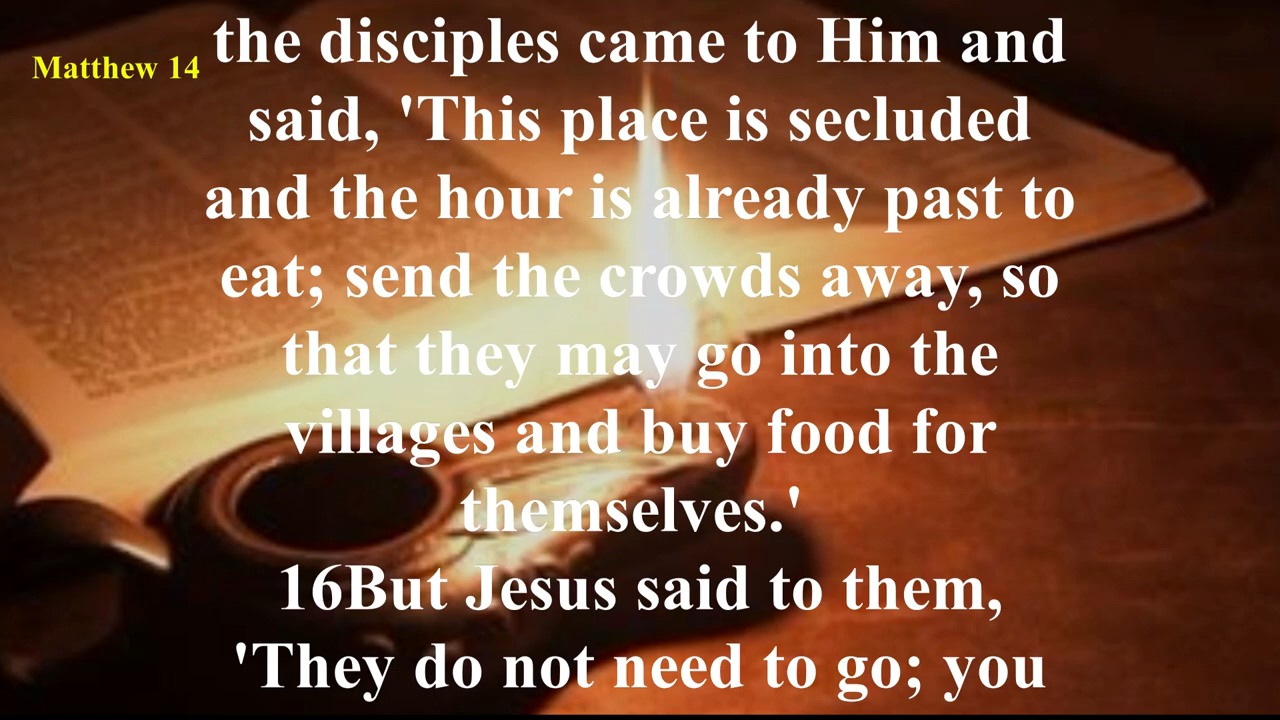 Matthew 14
the disciples came to Him and
said, 'This place is secluded
and the hour is already past to
eat; send the crowds away, so
that they may go into the
villages and buy food for
themselves.'
16But Jesus said to them,
'They do not need to go; you